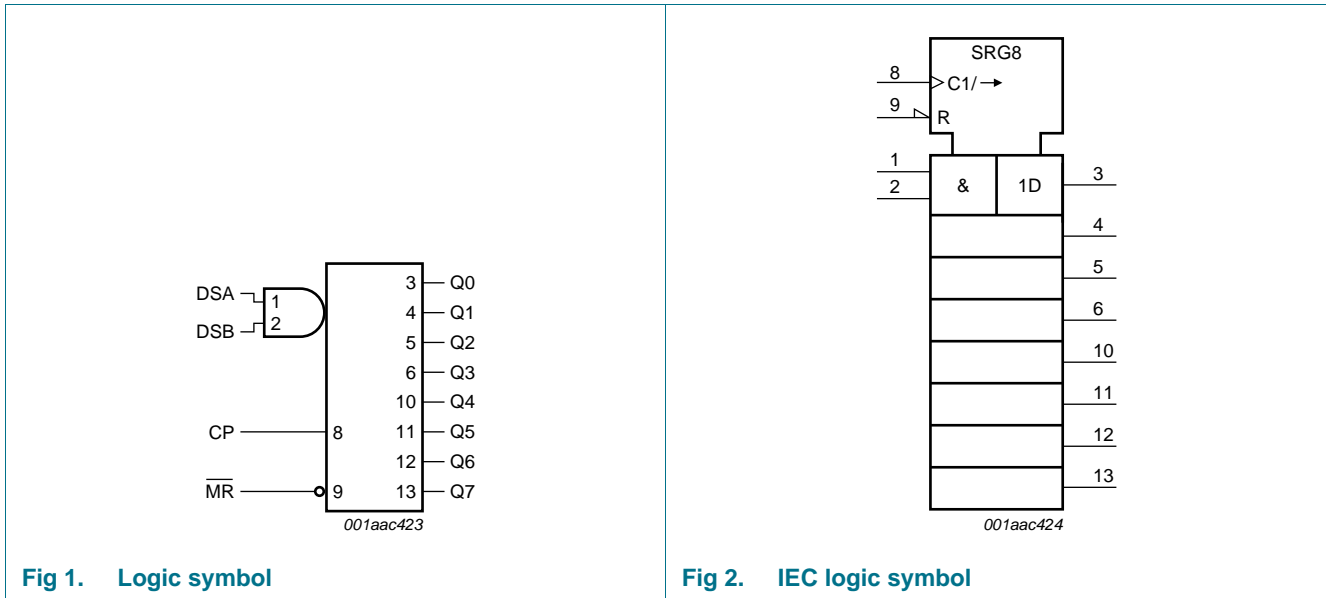 DSA
DSB
1
2
CP
8
MR
9
3 Q0
4 Q1
5 Q2
6 Q3
10 Q4
11 Q5
12 Q6
13 Q7
001aac423
Fig 1. Logic symbol
SRG8
8
C1/→
9
R
1
2
&
1D
3
4
5
6
10
11
12
13
001aac424
Fig 2. IEC logic symbol